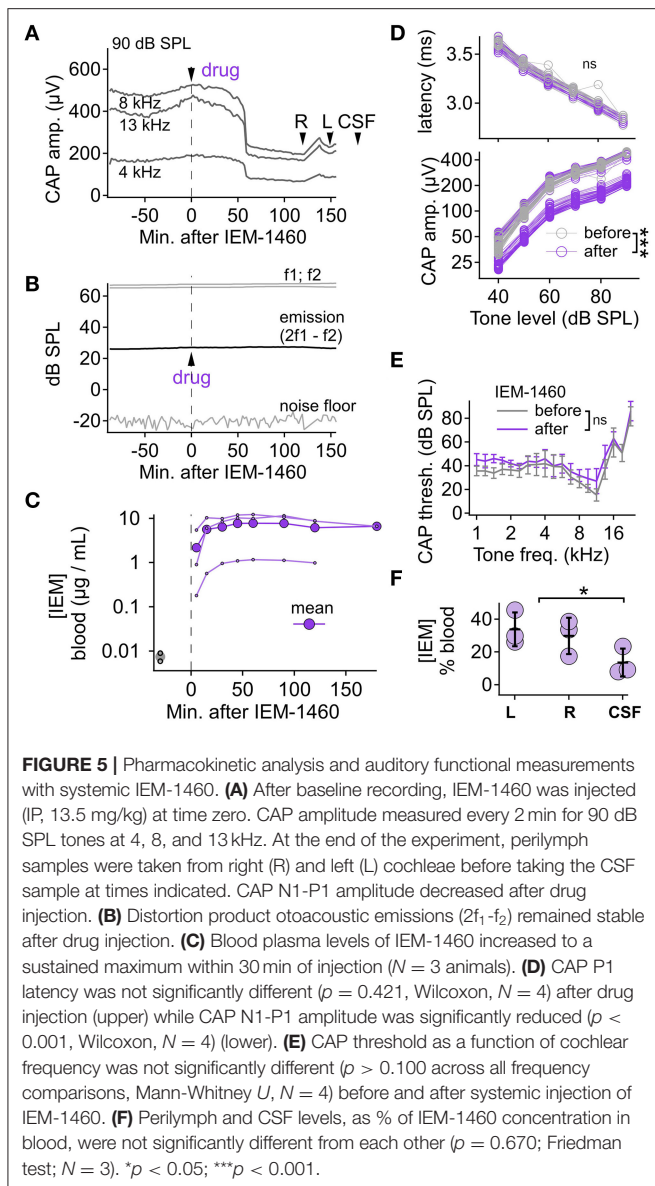 A
90 dB SPL
600
400
200
0
CAP amp. (µV)
drug
8 kHz
13 kHz
4 kHz
R L CSF
-50 0 50 100 150
Min. after IEM-1460
B
60
40
20
0
-20
dB SPL
f1; f2
emission
(2f1 - f2)
drug
noise floor
-50 0 50 100 150
Min. after IEM-1460
C
10
1
0.1
0.01
[IEM]
blood (µg / mL)
mean
0 50 100 150
Min. after IEM-1460
D
3.5
3.0
latency (ms)
ns
400
200
100
50
25
CAP amp. (µV)
before
after
***
40 60 80
Tone level (dB SPL)
E
CAP thresh. (dB SPL)
80
60
40
20
0
IEM-1460
before
after
ns
1 2 4 8 16
Tone freq. (kHz)
F
[IEM]
% blood
40
20
0
*
L R CSF
FIGURE 5 | Pharmacokinetic analysis and auditory functional measurements
with systemic IEM-1460. (A) After baseline recording, IEM-1460 was injected
(IP, 13.5 mg/kg) at time zero. CAP amplitude measured every 2 min for 90 dB
SPL tones at 4, 8, and 13 kHz. At the end of the experiment, perilymph
samples were taken from right (R) and left (L) cochleae before taking the CSF
sample at times indicated. CAP N1-P1 amplitude decreased after drug
injection. (B) Distortion product otoacoustic emissions (2f₁-f₂) remained stable
after drug injection. (C) Blood plasma levels of IEM-1460 increased to a
sustained maximum within 30 min of injection (N = 3 animals). (D) CAP P1
latency was not significantly different (p = 0.421, Wilcoxon, N = 4) after drug
injection (upper) while CAP N1-P1 amplitude was significantly reduced (p <
0.001, Wilcoxon, N = 4) (lower). (E) CAP threshold as a function of cochlear
frequency was not significantly different (p > 0.100 across all frequency
comparisons, Mann-Whitney U, N = 4) before and after systemic injection of
IEM-1460. (F) Perilymph and CSF levels, as % of IEM-1460 concentration in
blood, were not significantly different from each other (p = 0.670; Friedman
test; N = 3). *p < 0.05; ***p < 0.001.